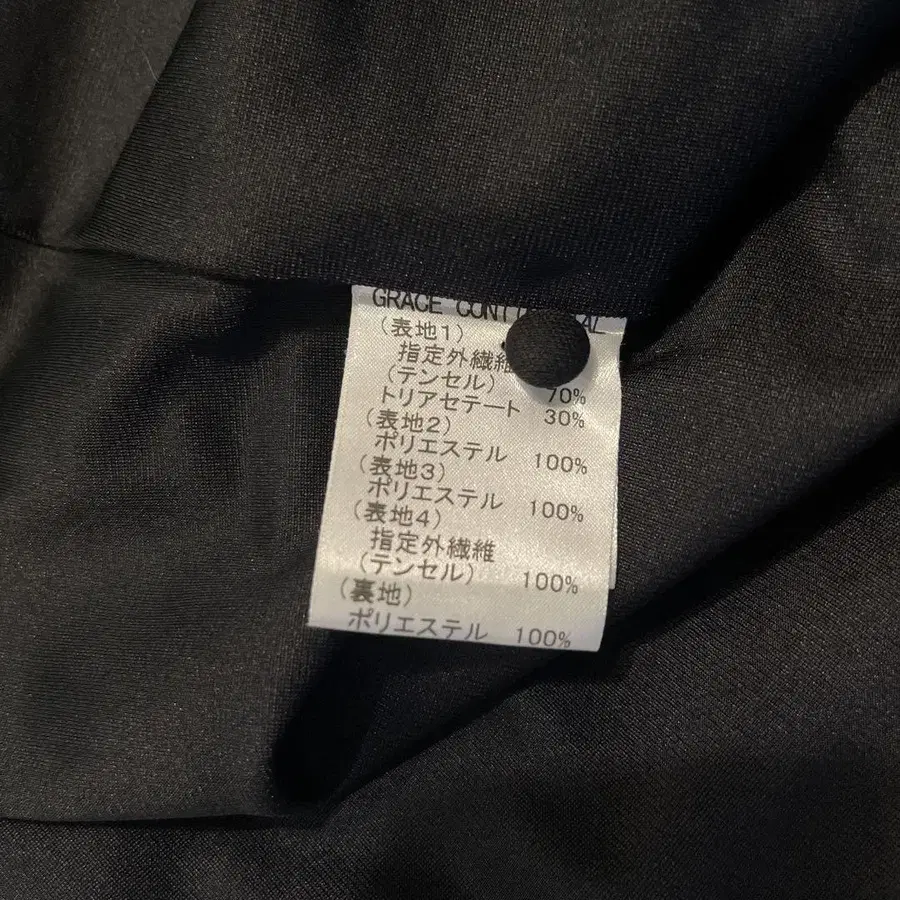 GRACE
(表地1)
指定外繊維
(テンセル) 70%
トリアセテート 30%
(表地2)
ポリエステル 100%
(表地3)
ポリエステル 100%
(表地4)
指定外繊維
(テンセル) 100%
(裏地)
ポリエステル 100%